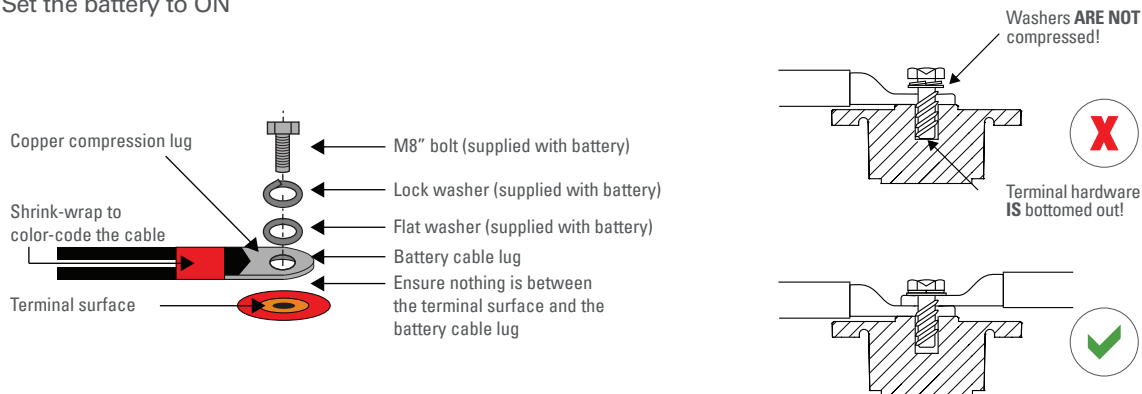 Set the battery to ON
Copper compression lug
Shrink-wrap to
color-code the cable
Terminal surface
M8” bolt (supplied with battery)
Lock washer (supplied with battery)
Flat washer (supplied with battery)
Battery cable lug
Ensure nothing is between
the terminal surface and the
battery cable lug
Washers ARE NOT
compressed!
X
Terminal hardware
IS bottomed out!